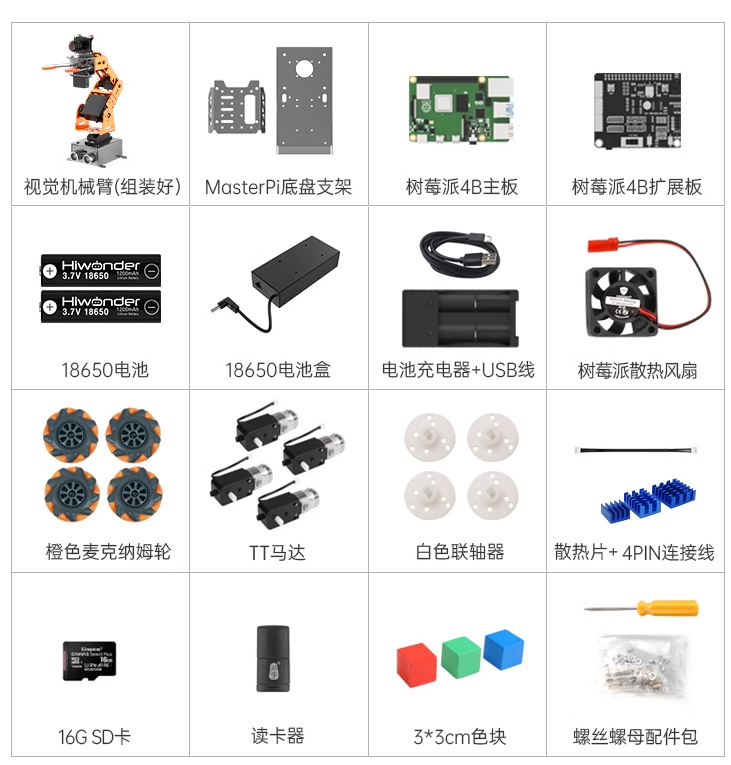 视觉机械臂(组装好)
MasterPi底盘支架
树莓派4B主板
树莓派4B扩展板
Hiwonder
3.7V 18650
1200mAh
Lithium Battery
Hiwonder
3.7V 18650
1200mAh
Lithium Battery
18650电池
18650电池盒
电池充电器+USB线
树莓派散热风扇
橙色麦克纳姆轮
TT马达
白色联轴器
散热片+ 4PIN连接线
Kingston
CANVAS Select Plus
16GB
16G SD卡
读卡器
3*3cm色块
螺丝螺母配件包